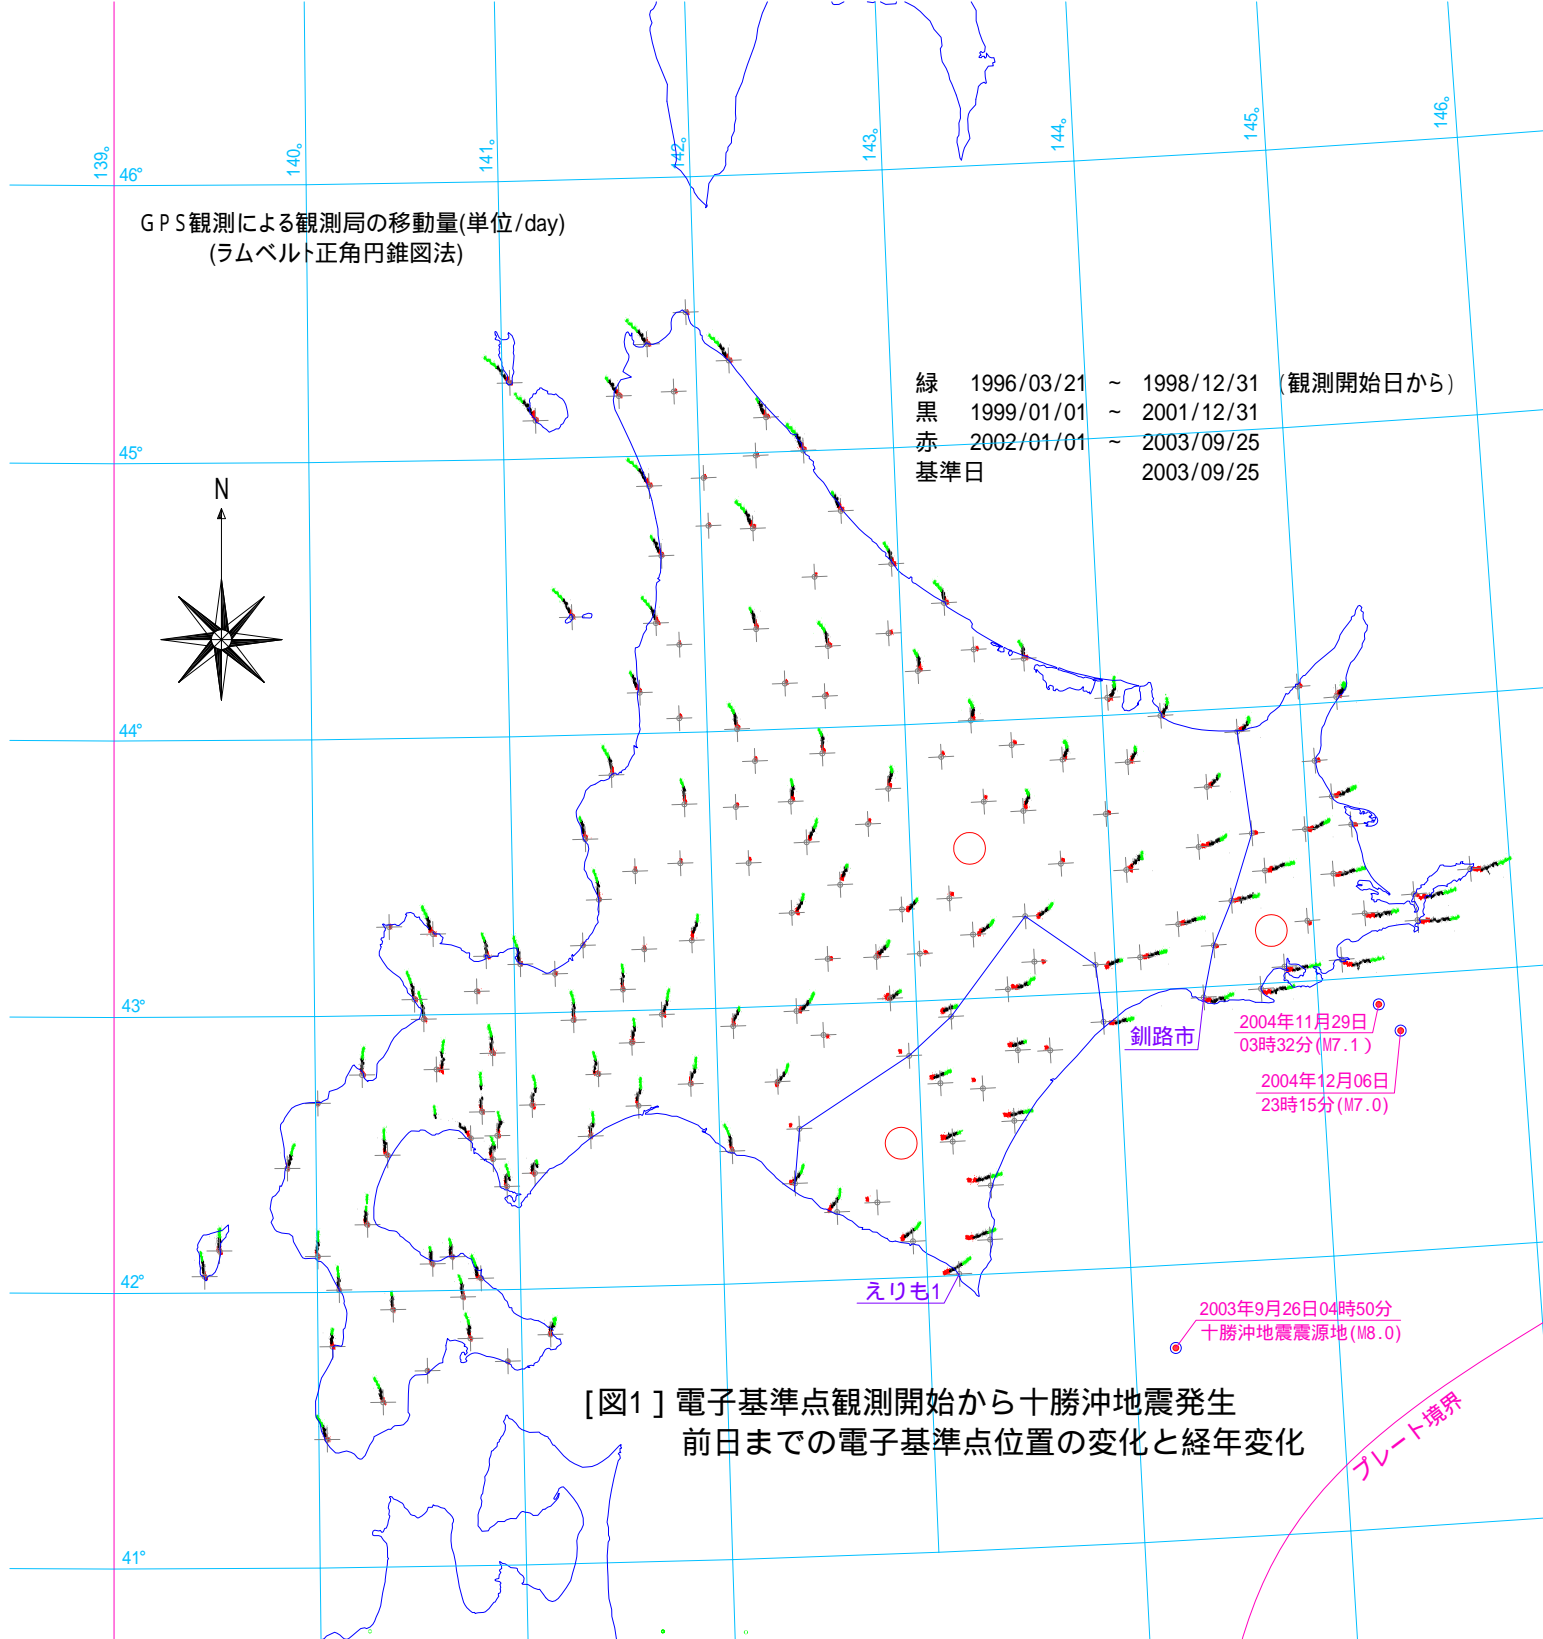 139°
140°
141°
142°
143°
144°
145°
146°
46°
GPS観測による観測局の移動量(単位/day)
(ラムベルト正角円錐図法)
緑 1996/03/21 ~ 1998/12/31 (観測開始日から)
黒 1999/01/01 ~ 2001/12/31
赤 2002/01/01 ~ 2003/09/25
基準日 2003/09/25
45°
N
44°
43°
釧路市
2004年11月29日
03時32分(M7.1)
2004年12月06日
23時15分(M7.0)
42°
えりも1
2003年9月26日04時50分
十勝沖地震震源地(M8.0)
[図1]電子基準点観測開始から十勝沖地震発生
前日までの電子基準点位置の変化と経年変化
プレート境界
41°